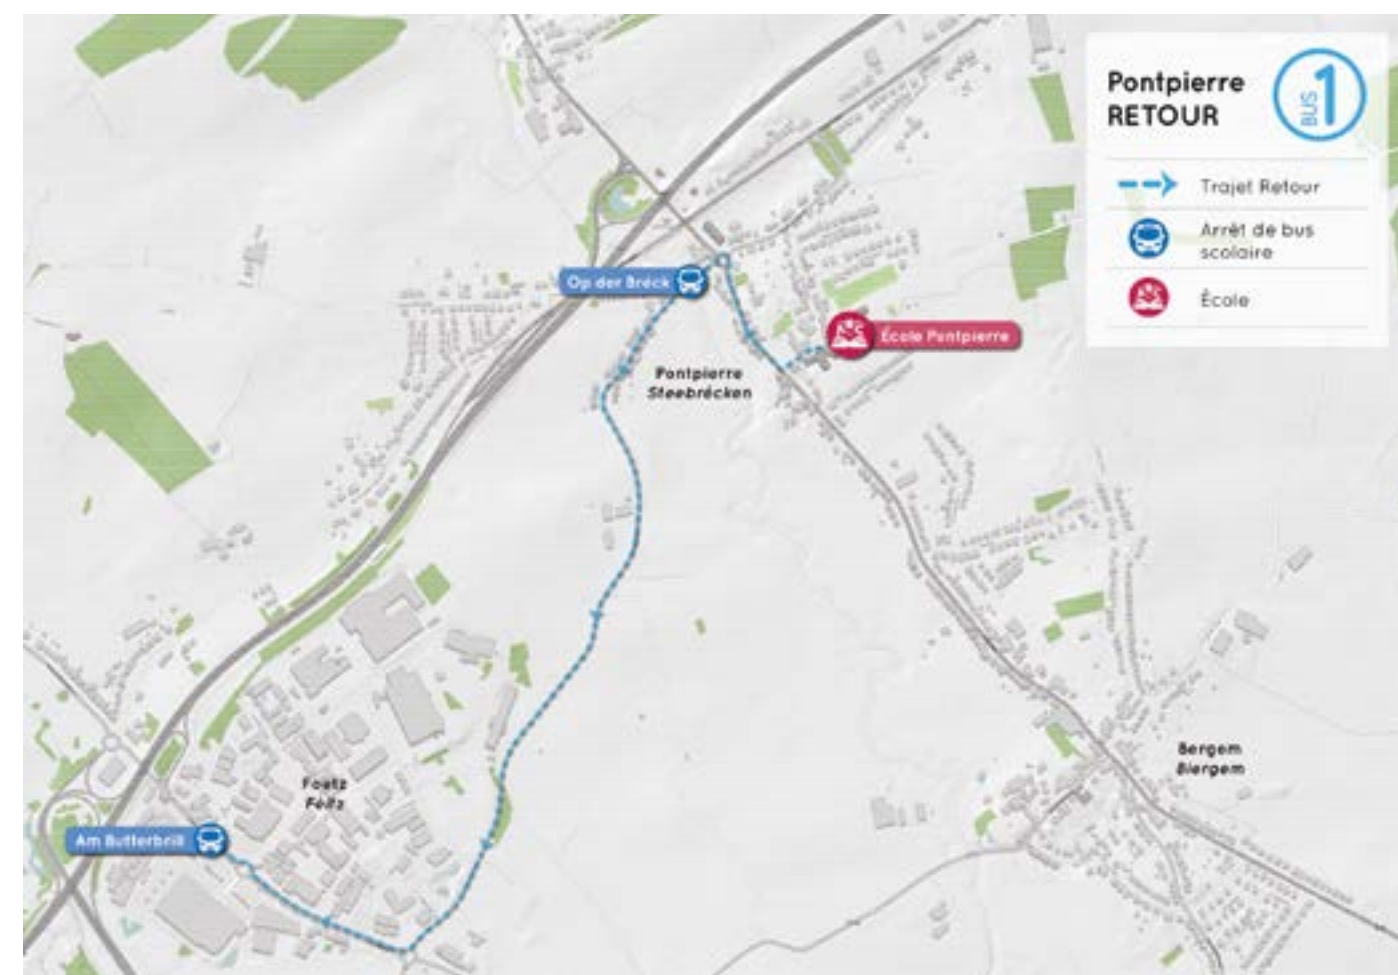 Pontpierre
RETOUR
BUS 1
Trajet Retour
Arrêt de bus
scolaire
École
Op der Bréck
École Pontpierre
Pontpierre
Steebrécken
Bergem
Biergem
Foetz
Féitz
Am Butterbrill